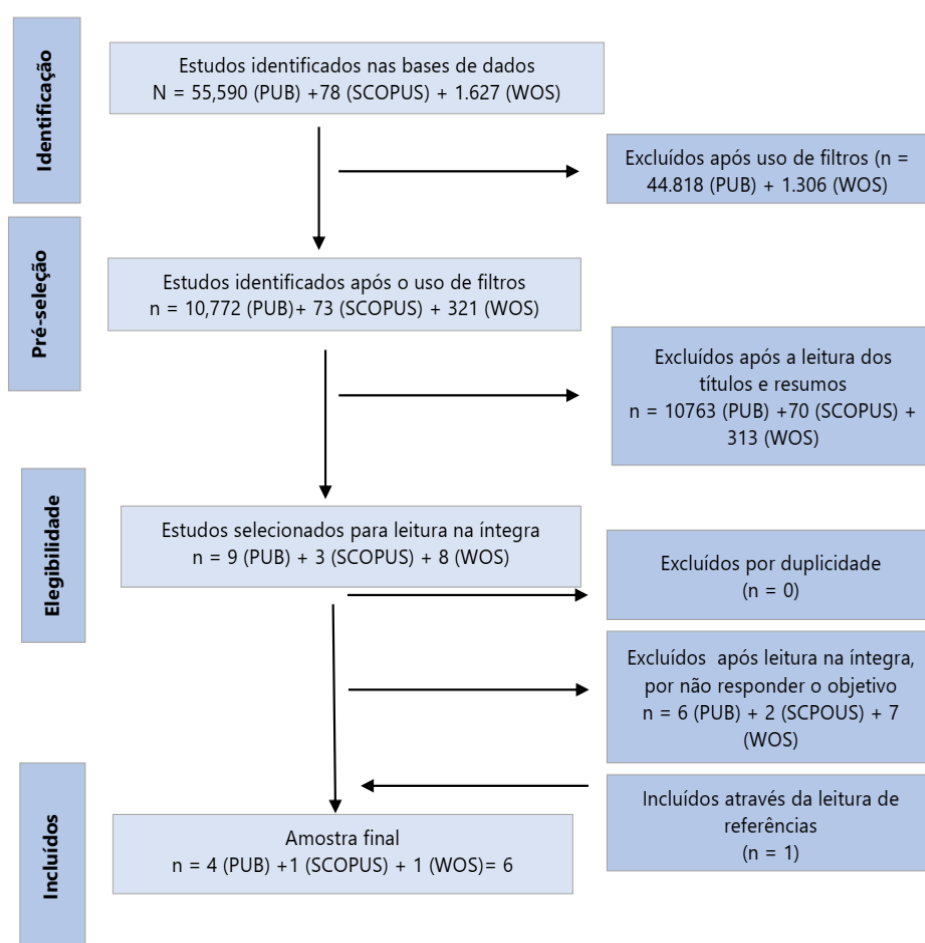 Identificação
Estudos identificados nas bases de dados
N = 55,590 (PUB) +78 (SCOPUS) + 1.627 (WOS)
Excluídos após uso de filtros (n =
44.818 (PUB) + 1.306 (WOS)
Pré-seleção
Estudos identificados após o uso de filtros
n = 10,772 (PUB)+ 73 (SCOPUS) + 321 (WOS)
Excluídos após a leitura dos
títulos e resumos
n = 10763 (PUB) +70 (SCOPUS) +
313 (WOS)
Elegibilidade
Estudos selecionados para leitura na íntegra
n = 9 (PUB) + 3 (SCOPUS) + 8 (WOS)
Excluídos por duplicidade
(n = 0)
Excluídos após leitura na íntegra,
por não responder o objetivo
n = 6 (PUB) + 2 (SCPOUS) + 7
(WOS)
Incluídos
Incluídos através da leitura de
referências
(n = 1)
Amostra final
n = 4 (PUB) +1 (SCOPUS) + 1 (WOS)= 6